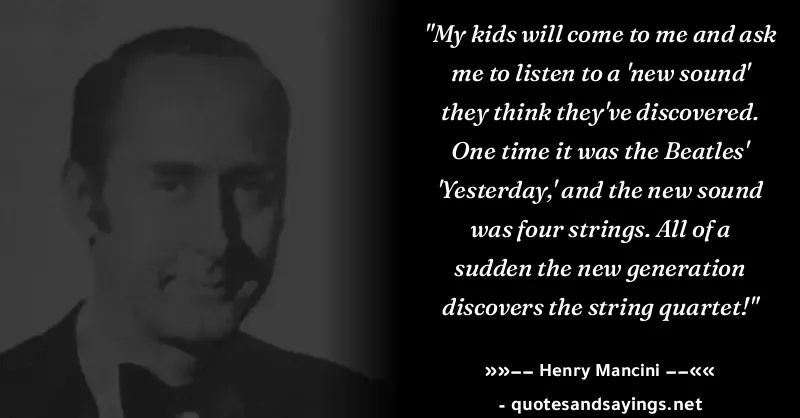 "My kids will come to me and ask
me to listen to a 'new sound'
they think they've discovered.
One time it was the Beatles'
'Yesterday,' and the new sound
was four strings. All of a
sudden the new generation
discovers the string quartet!"
»»–– Henry Mancini ––««
- quotesandsayings.net